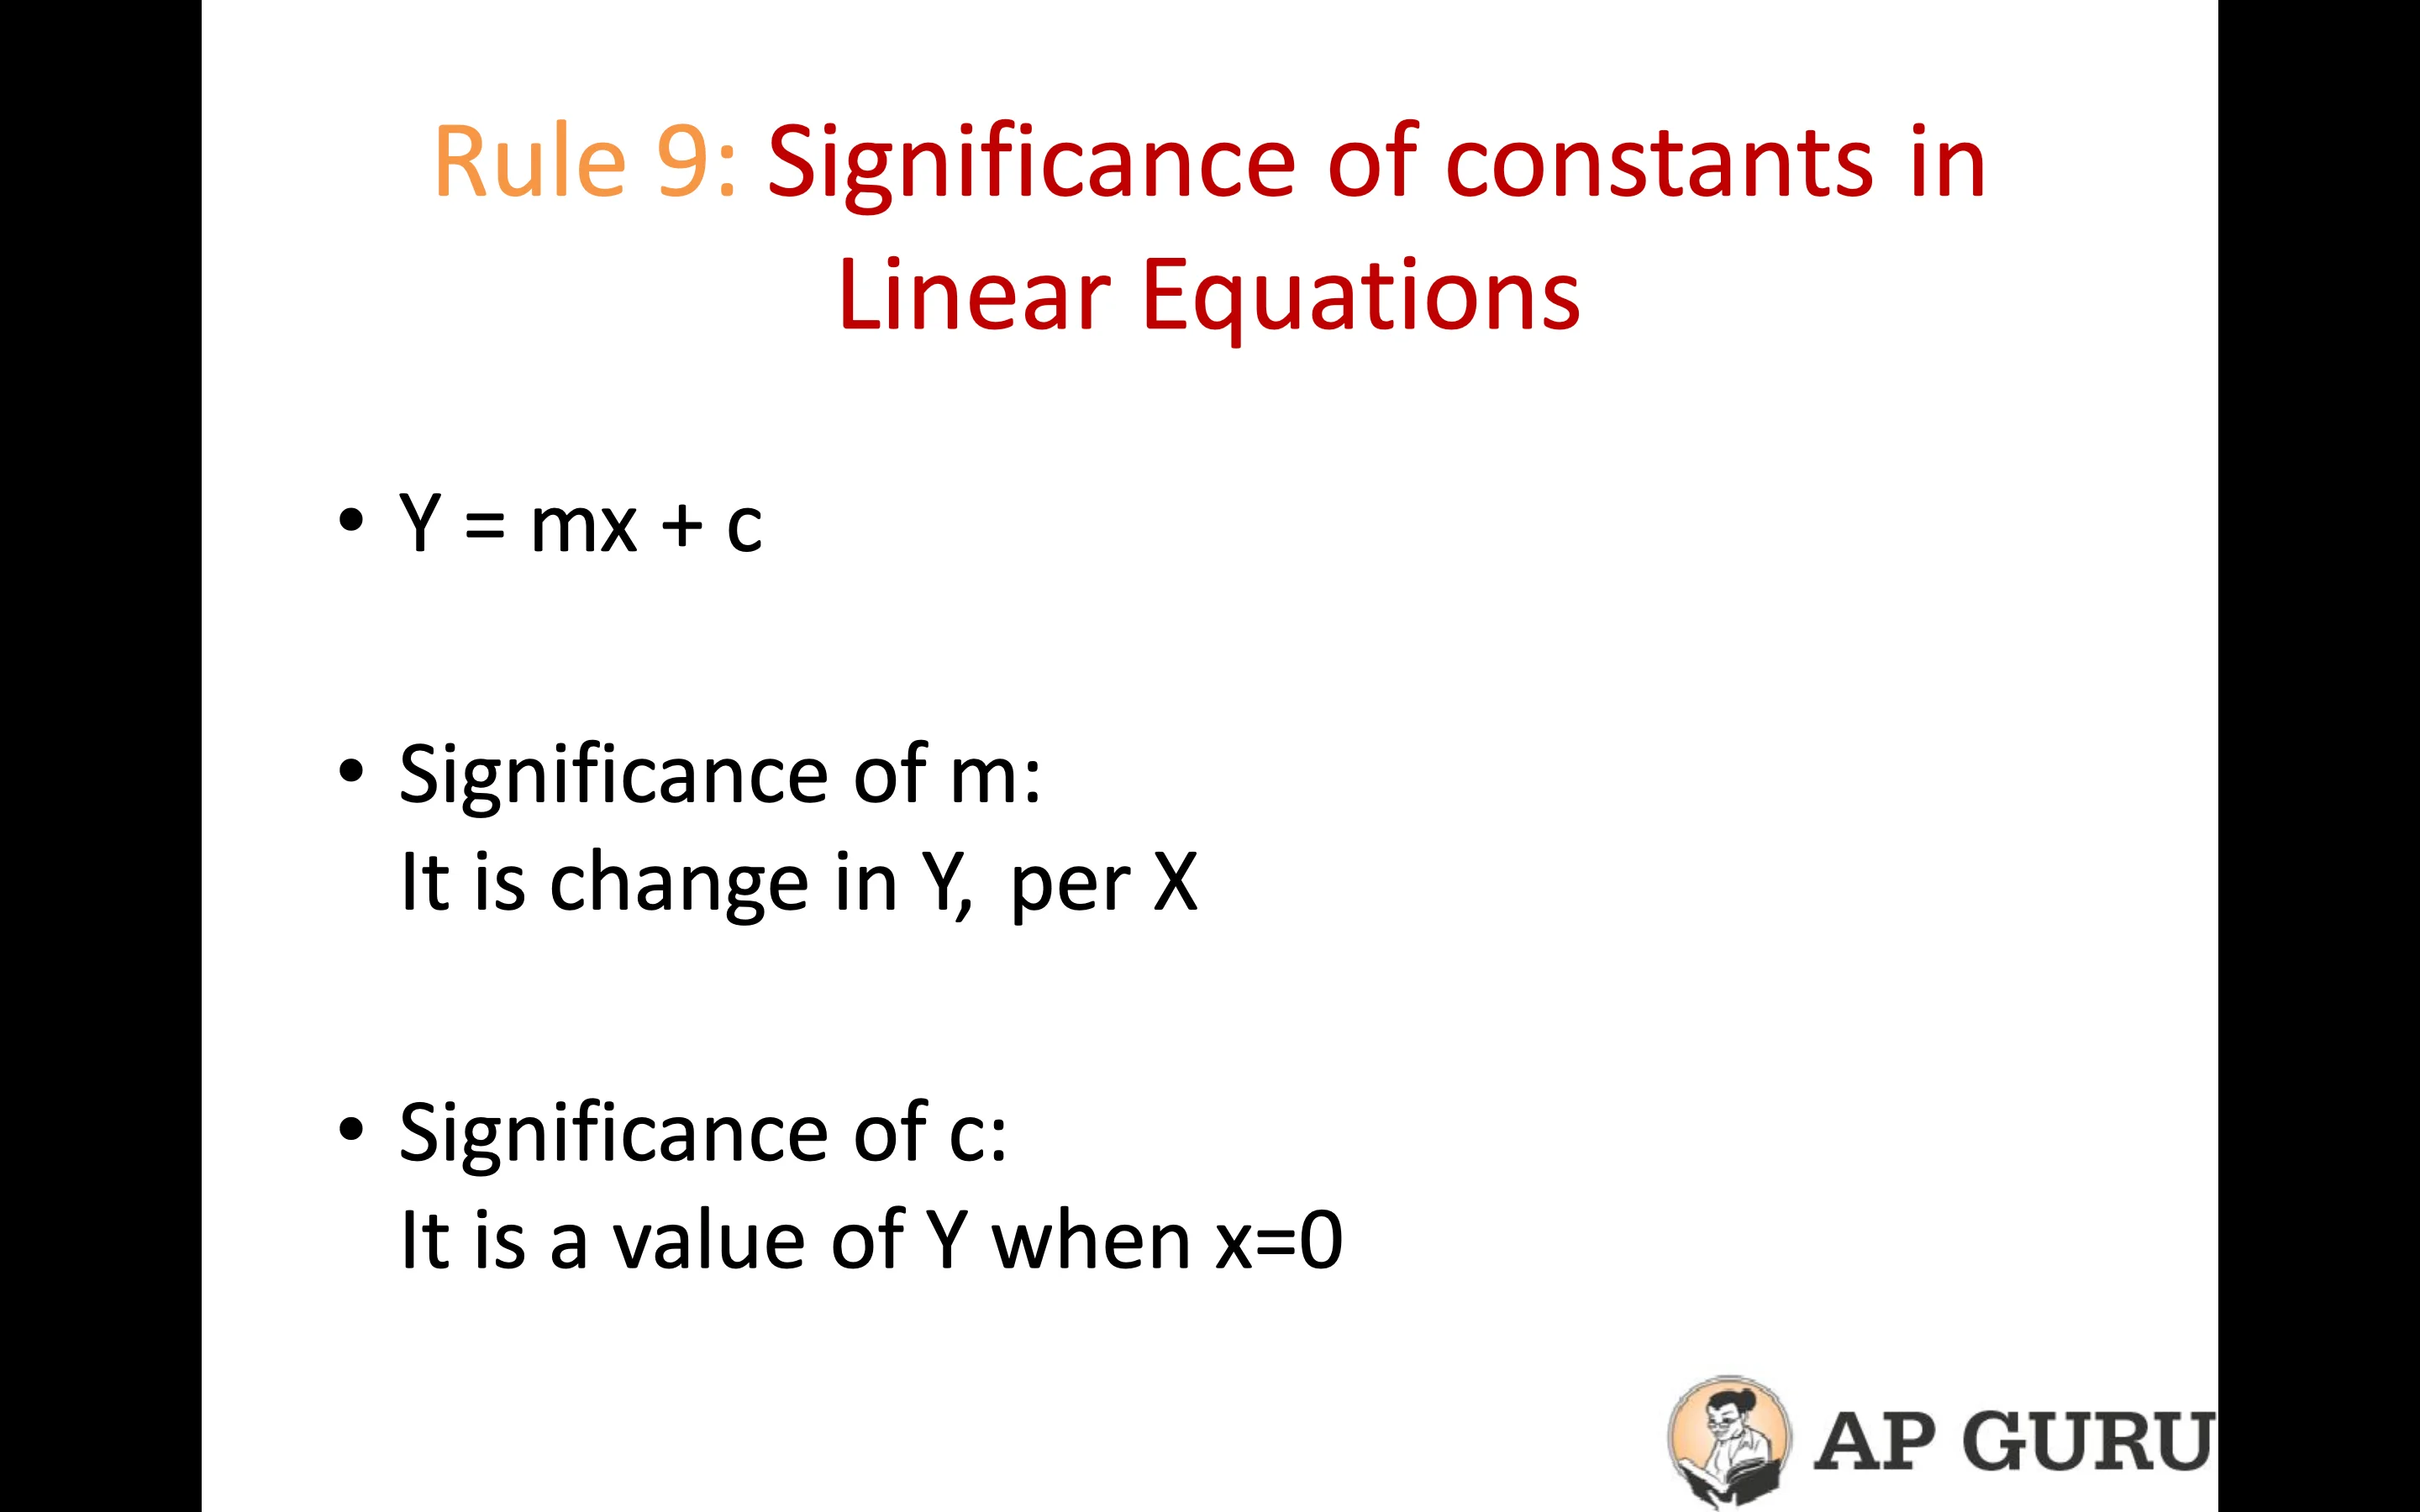 Rule 9: Significance of constants in
Linear Equations
• Y = mx + c
• Significance of m:
It is change in Y, per X
• Significance of c:
It is a value of Y when x=0
AP GURU